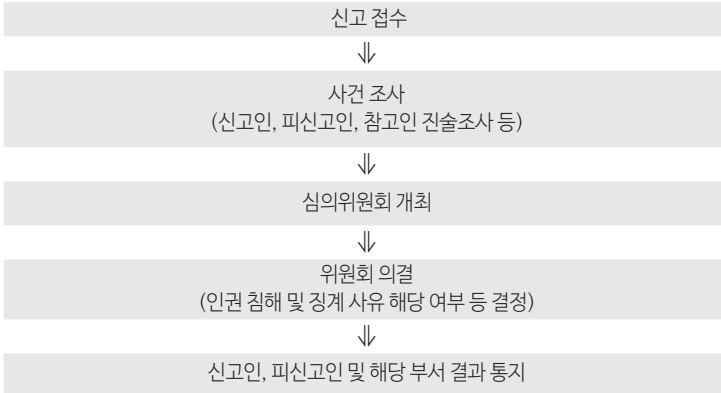 신고 접수
⇓
사건 조사
(신고인, 피신고인, 참고인 진술조사 등)
⇓
심의위원회 개최
⇓
위원회 의결
(인권 침해 및 징계 사유 해당 여부 등 결정)
⇓
신고인, 피신고인 및 해당 부서 결과 통지